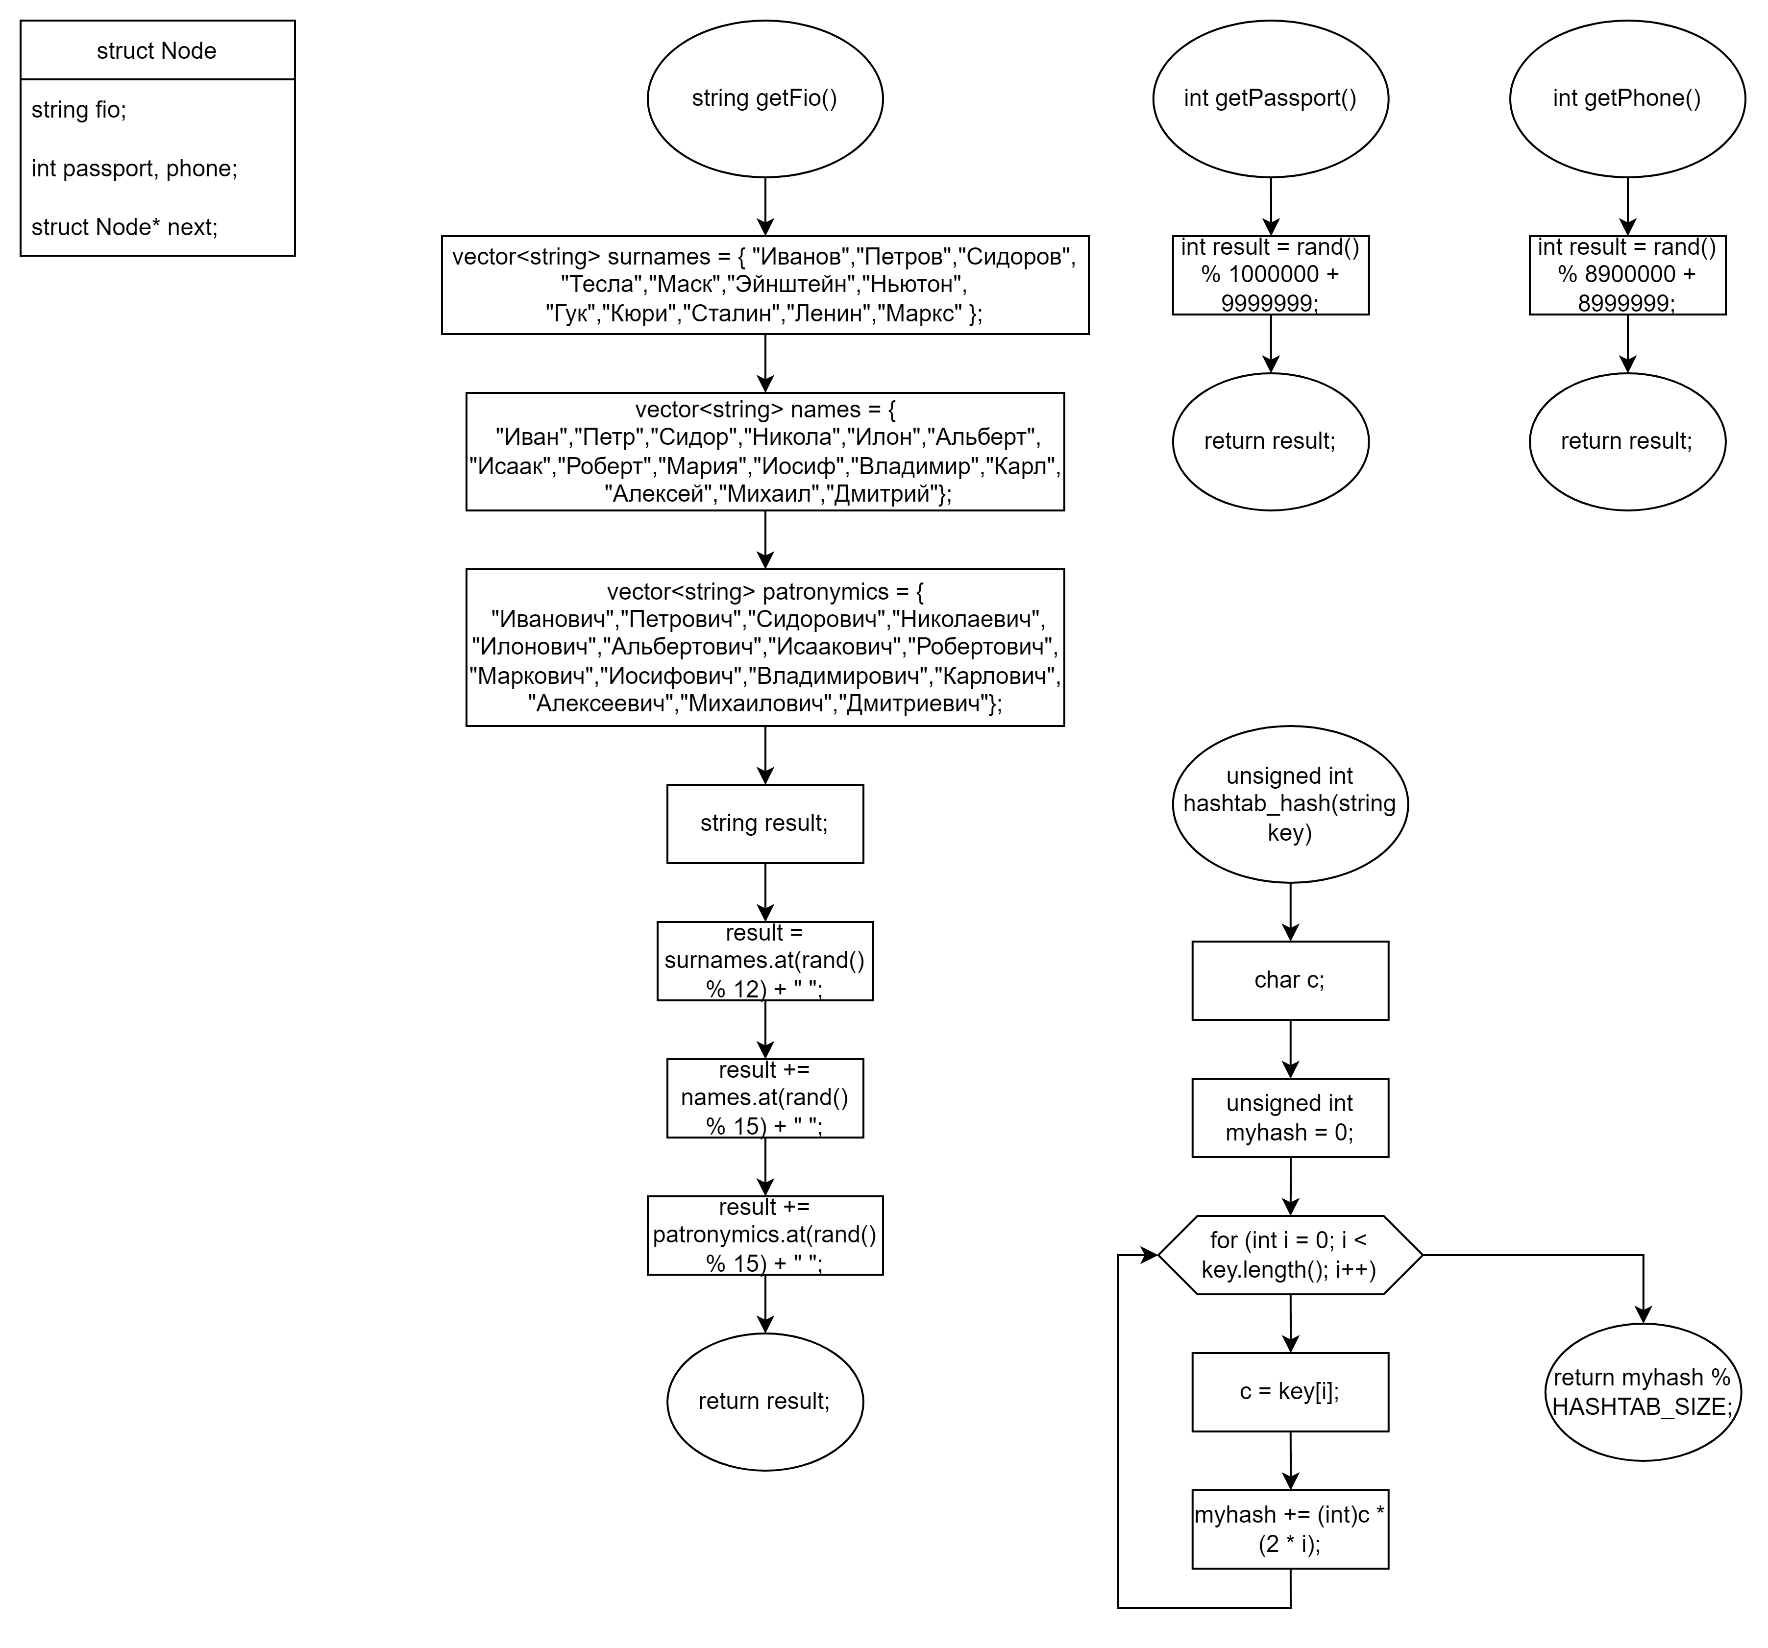 struct Node
string fio;
int passport, phone;
struct Node* next;
string getFio()
vector<string> surnames = { "Иванов","Петров","Сидоров",
"Тесла","Маск","Эйнштейн","Ньютон",
"Гук","Кюри","Сталин","Ленин","Маркс" };
vector<string> names = {
"Иван","Петр","Сидор","Никола","Илон","Альберт",
"Исаак","Роберт","Мария","Иосиф","Владимир","Карл",
"Алексей","Михаил","Дмитрий"};
vector<string> patronymics = {
"Иванович","Петрович","Сидорович","Николаевич",
"Илонович","Альбертович","Исаакович","Робертович",
"Маркович","Иосифович","Владимирович","Карлович",
"Алексеевич","Михаилович","Дмитриевич"};
string result;
result =
surnames.at(rand()
% 12) + " ";
result +=
names.at(rand()
% 15) + " ";
result +=
patronymics.at(rand()
% 15) + " ";
return result;
int getPassport()
int result = rand()
% 1000000 +
9999999;
return result;
int getPhone()
int result = rand()
% 8900000 +
8999999;
return result;
unsigned int
hashtab_hash(string
key)
char c;
unsigned int
myhash = 0;
for (int i = 0; i <
key.length(); i++)
c = key[i];
myhash += (int)c *
(2 * i);
return myhash %
HASHTAB_SIZE;